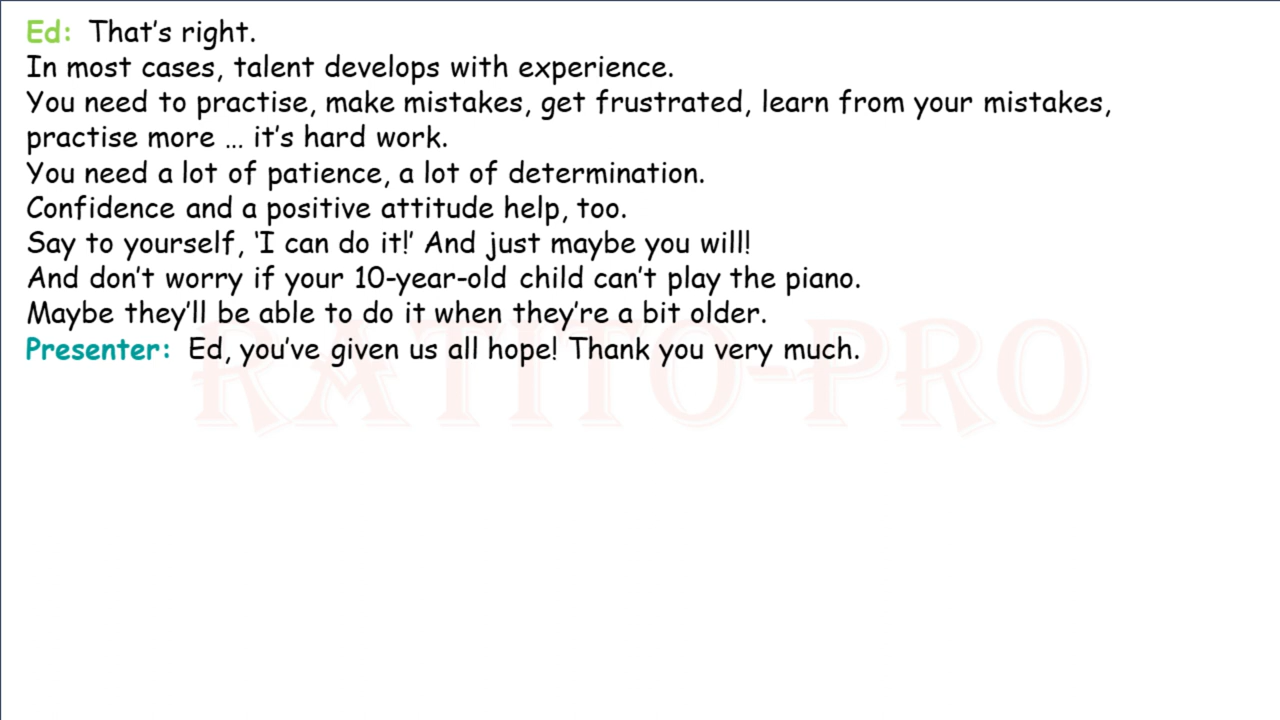 Ed: That's right.
In most cases, talent develops with experience.
You need to practise, make mistakes, get frustrated, learn from your mistakes,
practise more ... it's hard work.
You need a lot of patience, a lot of determination.
Confidence and a positive attitude help, too.
Say to yourself, ‘I can do it!’ And just maybe you will!
And don't worry if your 10-year-old child can't play the piano.
Maybe they'll be able to do it when they're a bit older.
Presenter: Ed, you've given us all hope! Thank you very much.
RATITO-PRO